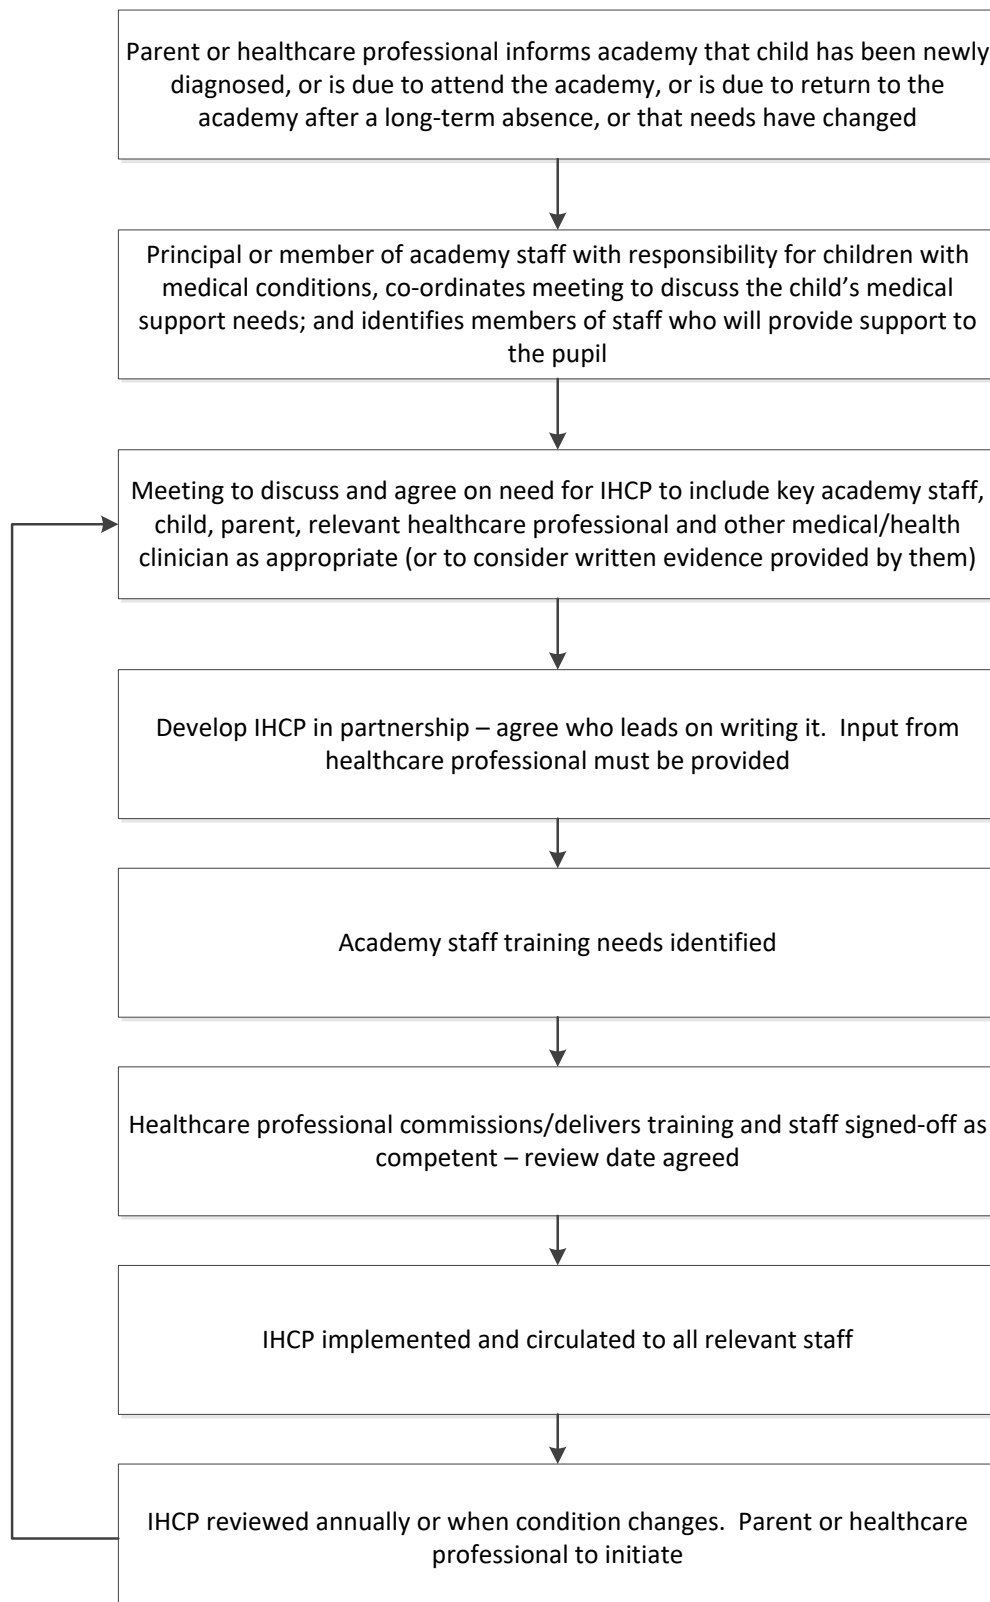 Parent or healthcare professional informs academy that child has been newly
diagnosed, or is due to attend the academy, or is due to return to the
academy after a long-term absence, or that needs have changed
Principal or member of academy staff with responsibility for children with
medical conditions, co-ordinates meeting to discuss the child’s medical
support needs; and identifies members of staff who will provide support to
the pupil
Meeting to discuss and agree on need for IHCP to include key academy staff,
child, parent, relevant healthcare professional and other medical/health
clinician as appropriate (or to consider written evidence provided by them)
Develop IHCP in partnership – agree who leads on writing it.  Input from
healthcare professional must be provided
Academy staff training needs identified
Healthcare professional commissions/delivers training and staff signed-off as
competent – review date agreed
IHCP implemented and circulated to all relevant staff
IHCP reviewed annually or when condition changes.  Parent or healthcare
professional to initiate